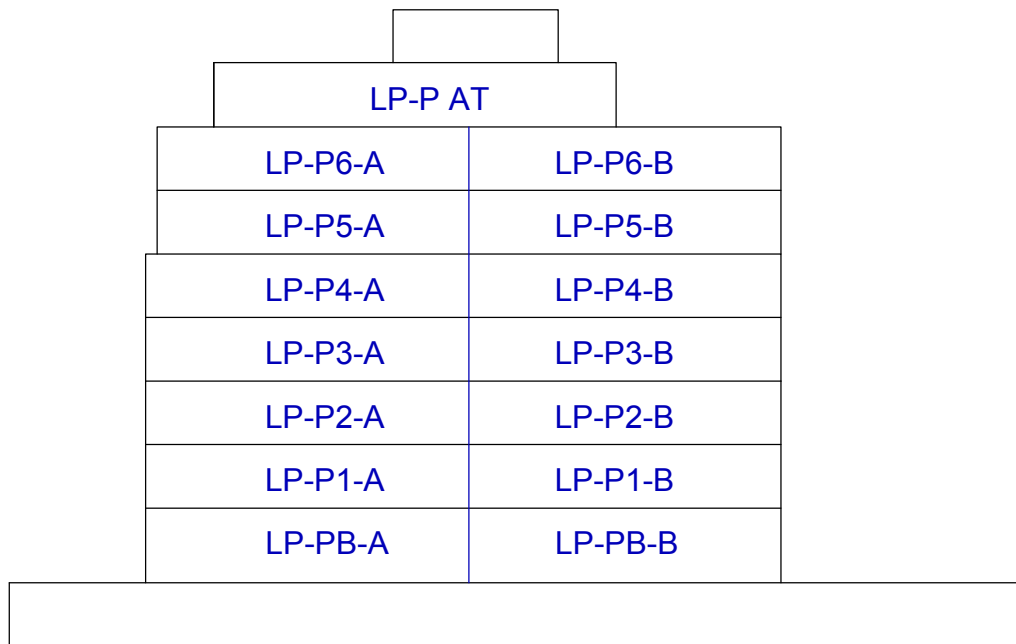 LP-P AT
LP-P6-A LP-P6-B
LP-P5-A LP-P5-B
LP-P4-A LP-P4-B
LP-P3-A LP-P3-B
LP-P2-A LP-P2-B
LP-P1-A LP-P1-B
LP-PB-A LP-PB-B